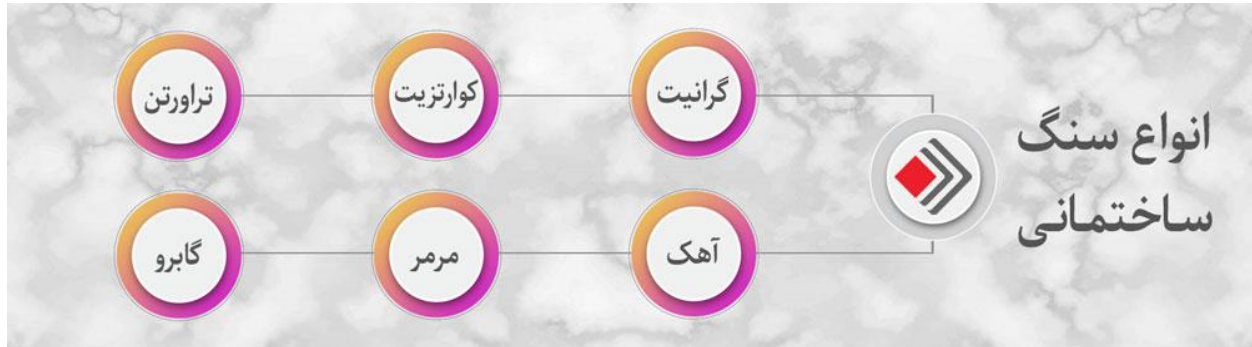 انواع سنگ
ساختمانی
گرانیت
کوارتزیت
تراورتن
آهک
مرمر
گابرو